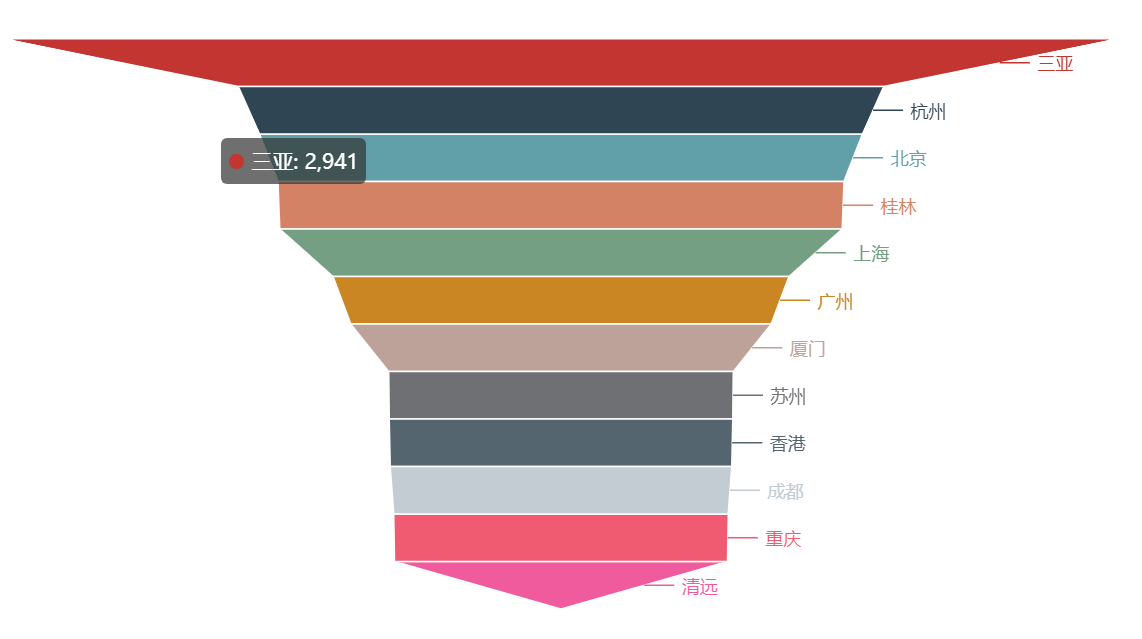 三亚
杭州
北京
三亚: 2,941
桂林
上海
广州
厦门
苏州
香港
成都
重庆
清远